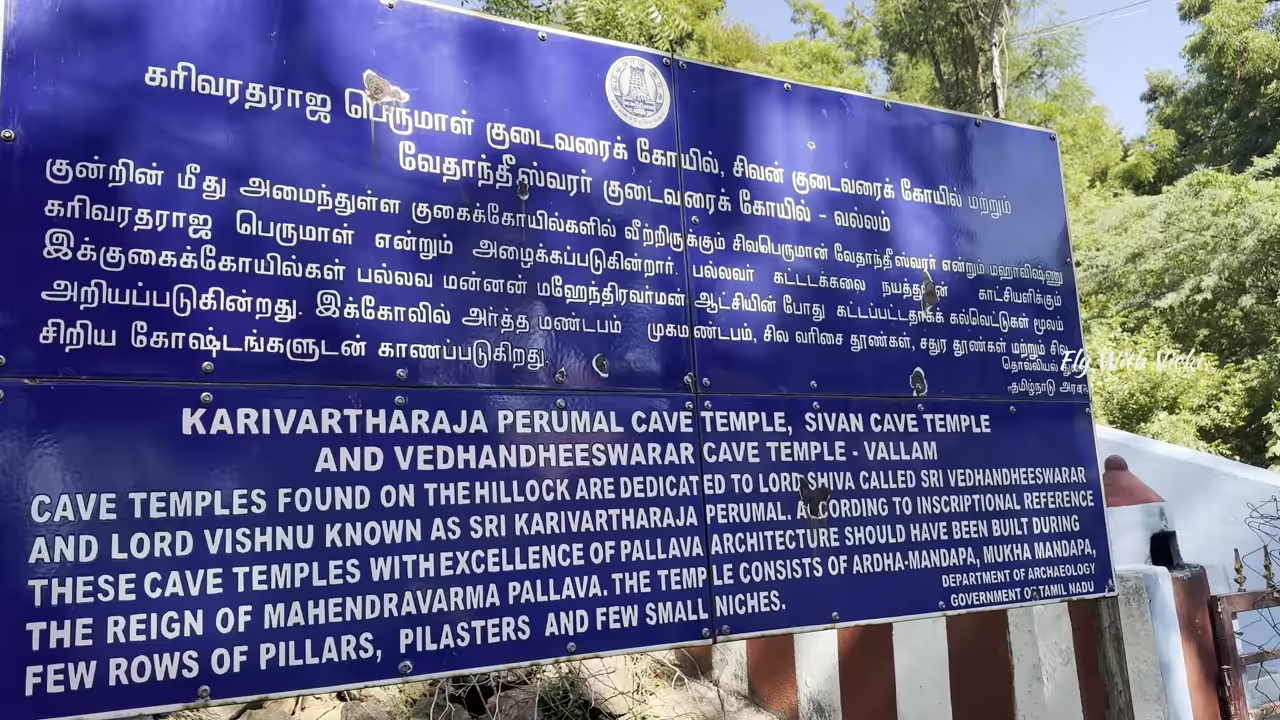 கரிவரதராஜ பெருமாள் குடைவரைக் கோயில், சிவன் குடைவரைக் கோயில் மற்றும்
வேதாந்தீஸ்வரர் குடைவரைக் கோயில் - வல்லம்
குன்றின் மீது அமைந்துள்ள குகைக்கோயில்களில் வீற்றிருக்கும் சிவபெருமான் வேதாந்தீஸ்வரர் என்றும் மஹாவிஷ்ணு
கரிவரதராஜ பெருமாள் என்றும் அழைக்கப்படுகின்றார். பல்லவர் கட்டடக்கலை நயத்துடன் காட்சியளிக்கும்
இக்குகைக்கோயில்கள் பல்லவ மன்னன் மஹேந்திரவர்மன் ஆட்சியின் போது கட்டப்பட்டதாகக் கல்வெட்டுகள் மூலம்
அறியப்படுகின்றது. இக்கோவில் அர்த்த மண்டபம் முகமண்டபம், சில வரிசை தூண்கள், சதுர தூண்கள் மற்றும் சில
சிறிய கோஷ்டங்களுடன் காணப்படுகிறது.
தொல்லியல்
தமிழ்நாடு அரசு
Fly With Vicky
KARIVARTHARAJA PERUMAL CAVE TEMPLE, SIVAN CAVE TEMPLE
AND VEDHANDHEESWARAR CAVE TEMPLE - VALLAM
CAVE TEMPLES FOUND ON THE HILLOCK ARE DEDICATED TO LORD SHIVA CALLED SRI VEDHANDHEESWARAR
AND LORD VISHNU KNOWN AS SRI KARIVARTHARAJA PERUMAL. ACCORDING TO INSCRIPTIONAL REFERENCE
THESE CAVE TEMPLES WITH EXCELLENCE OF PALLAVA ARCHITECTURE SHOULD HAVE BEEN BUILT DURING
THE REIGN OF MAHENDRAVARMA PALLAVA. THE TEMPLE CONSISTS OF ARDHA-MANDAPA, MUKHA MANDAPA,
FEW ROWS OF PILLARS, PILASTERS AND FEW SMALL NICHES.
DEPARTMENT OF ARCHAEOLOGY
GOVERNMENT OF TAMIL NADU